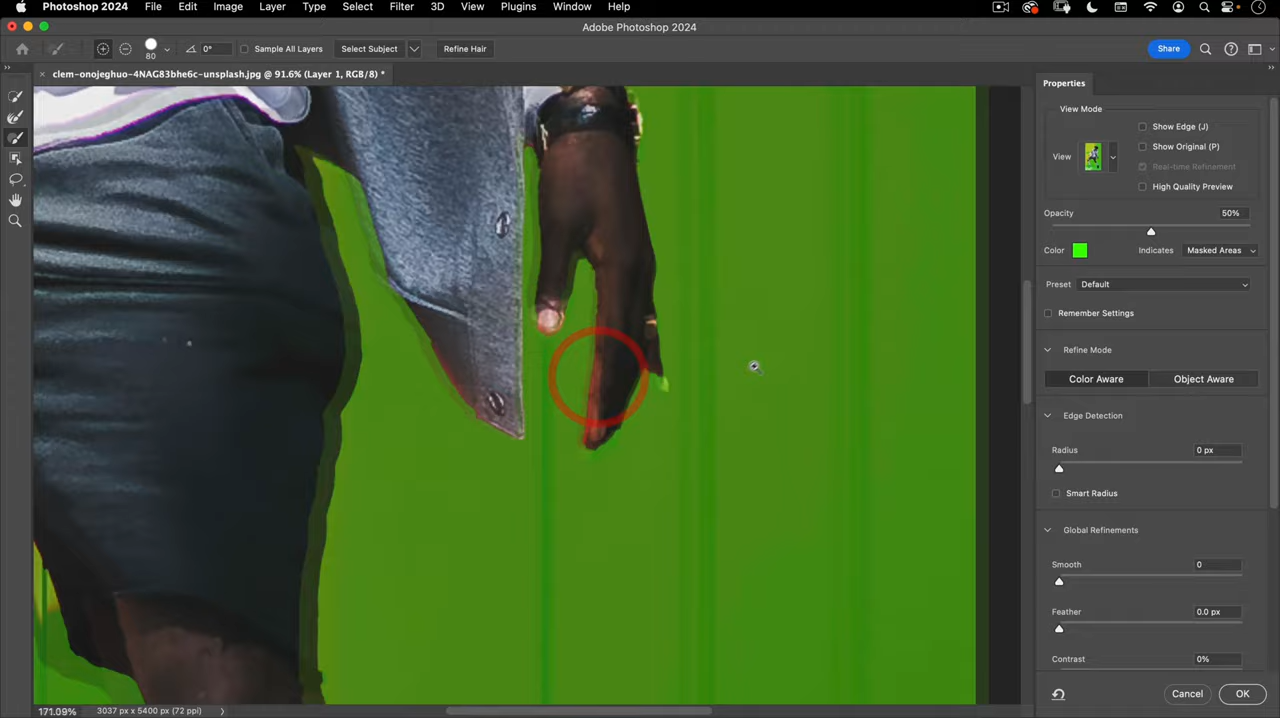 Photoshop 2024 File Edit Image Layer Type Select Filter 3D View Plugins Window Help
Adobe Photoshop 2024
80 0° Sample All Layers Select Subject Refine Hair Share
× clem-onojeghuo-4NAG83bhe6c-unsplash.jpg @ 91.6% (Layer 1, RGB/8) *
Properties
View Mode
Show Edge (J)
Show Original (P)
View
Real-time Refinement
High Quality Preview
Opacity 50%
Color Indicates Masked Areas
Preset Default
Remember Settings
Refine Mode
Color Aware Object Aware
Edge Detection
Radius 0 px
Smart Radius
Global Refinements
Smooth 0
Feather 0.0 px
Contrast 0%
Cancel OK
171.09% 3037 px x 5400 px (72 ppi)